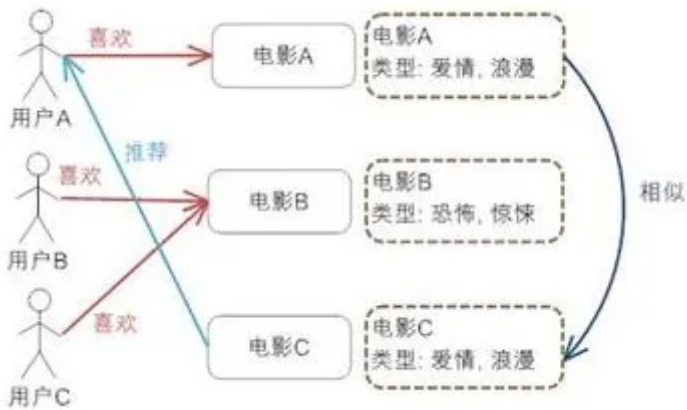 喜欢
电影A
电影A
类型: 爱情, 浪漫
用户A
推荐
相似
喜欢
电影B
电影B
类型: 恐怖, 惊悚
用户B
喜欢
电影C
电影C
类型: 爱情, 浪漫
用户C